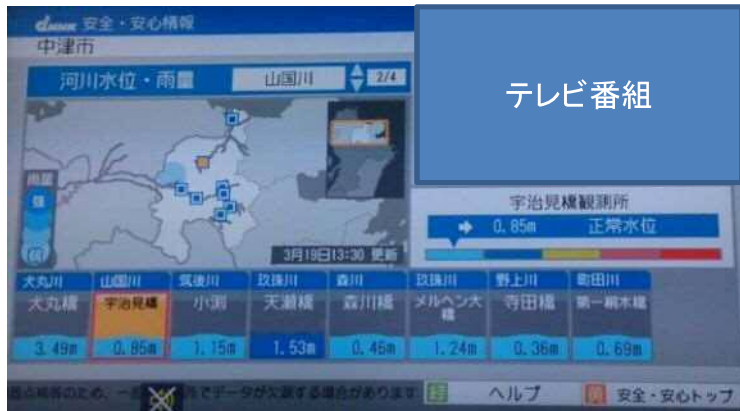 安全・安心情報
中津市
河川水位・雨量 山国川 2/4
テレビ番組
雨量
強
弱
3月19日13:30 更新
宇治見橋観測所
0.85m 正常水位
犬丸川 山国川 筑後川 玖珠川 森川 玖珠川 野上川 町田川
犬丸橋 宇治見橋 小渕 天瀬橋 森川橋 メルヘン大橋 寺田橋 第一綱木橋
3.49m 0.85m 1.15m 1.53m 0.46m 1.24m 0.36m 0.69m
でデータが欠測する場合があります
緑 ヘルプ 安全・安心トップ